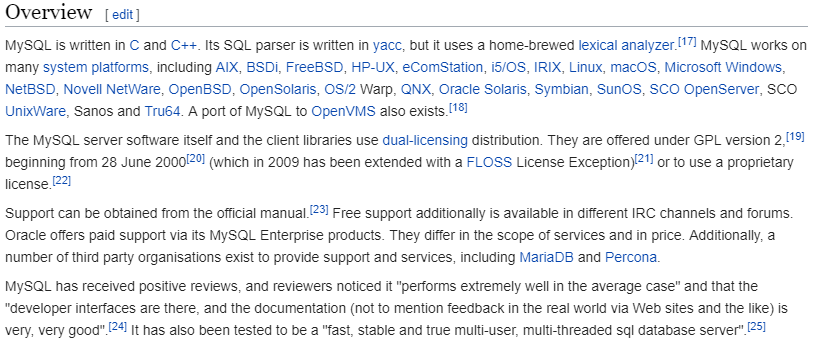 Overview [ edit ]
MySQL is written in C and C++. Its SQL parser is written in yacc, but it uses a home-brewed lexical analyzer.[17] MySQL works on
many system platforms, including AIX, BSDi, FreeBSD, HP-UX, eComStation, i5/OS, IRIX, Linux, macOS, Microsoft Windows,
NetBSD, Novell NetWare, OpenBSD, OpenSolaris, OS/2 Warp, QNX, Oracle Solaris, Symbian, SunOS, SCO OpenServer, SCO
UnixWare, Sanos and Tru64. A port of MySQL to OpenVMS also exists.[18]
The MySQL server software itself and the client libraries use dual-licensing distribution. They are offered under GPL version 2,[19]
beginning from 28 June 2000[20] (which in 2009 has been extended with a FLOSS License Exception)[21] or to use a proprietary
license.[22]
Support can be obtained from the official manual.[23] Free support additionally is available in different IRC channels and forums.
Oracle offers paid support via its MySQL Enterprise products. They differ in the scope of services and in price. Additionally, a
number of third party organisations exist to provide support and services, including MariaDB and Percona.
MySQL has received positive reviews, and reviewers noticed it "performs extremely well in the average case" and that the
"developer interfaces are there, and the documentation (not to mention feedback in the real world via Web sites and the like) is
very, very good".[24] It has also been tested to be a "fast, stable and true multi-user, multi-threaded sql database server".[25]